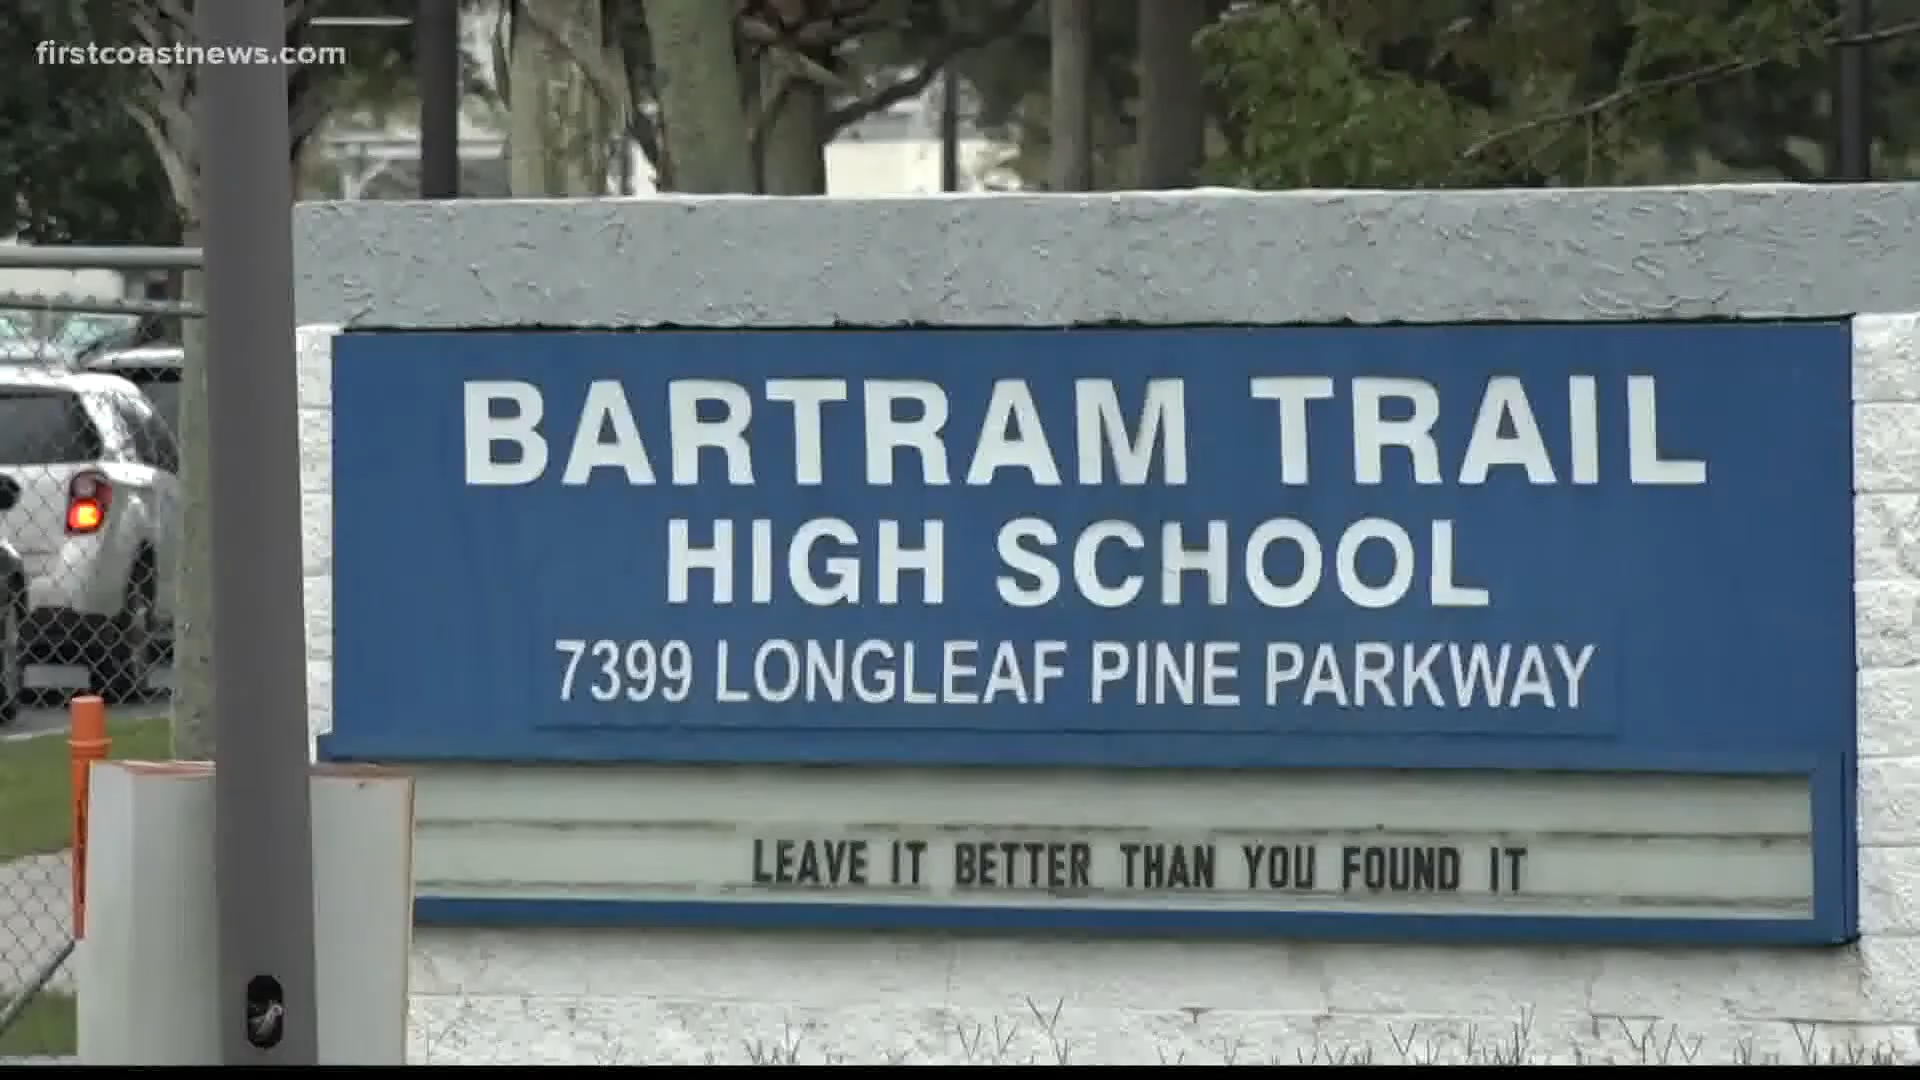 firstcoastnews.com
BARTRAM TRAIL
HIGH SCHOOL
7399 LONGLEAF PINE PARKWAY
LEAVE IT BETTER THAN YOU FOUND IT